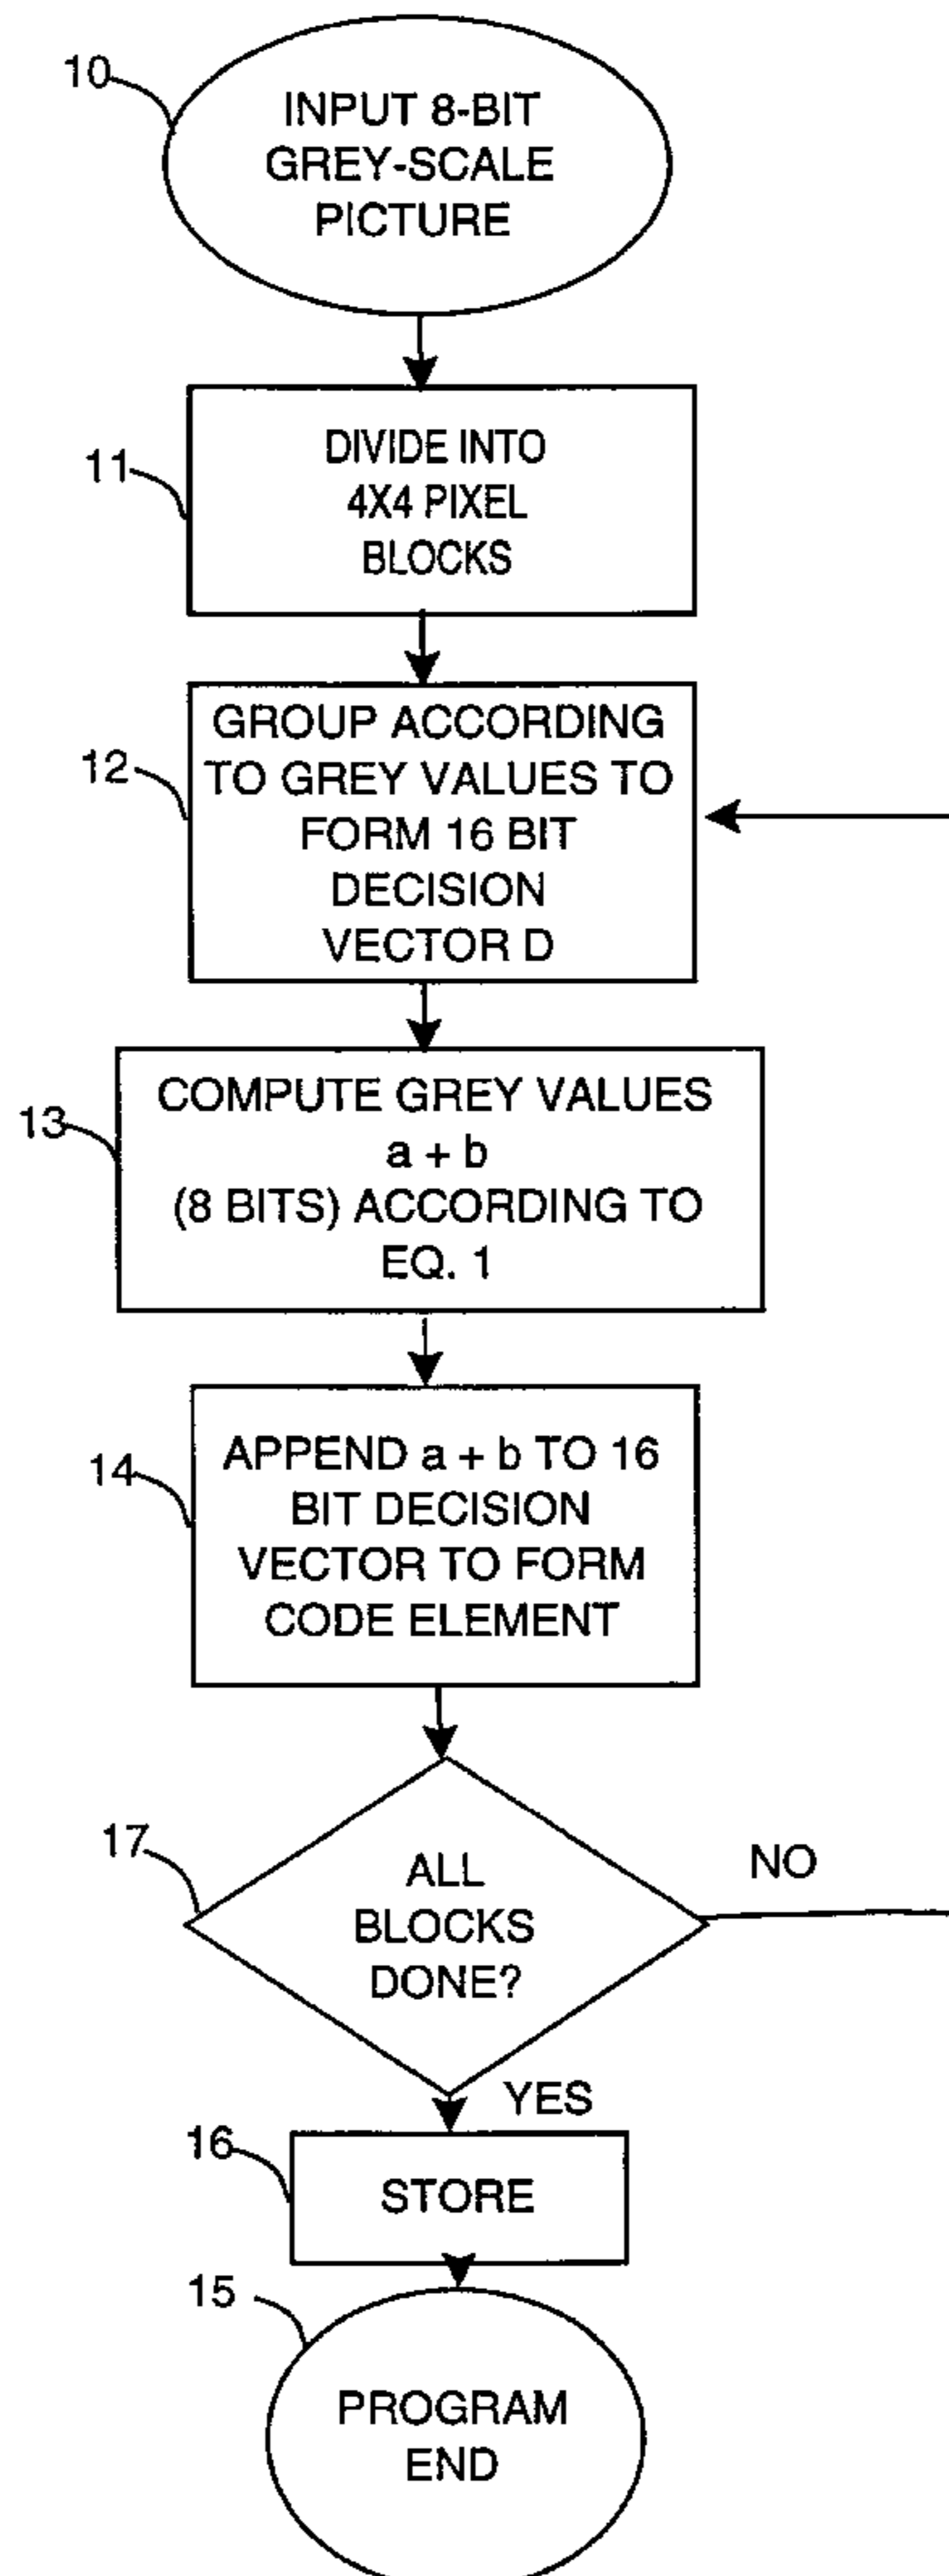 10
INPUT 8-BIT
GREY-SCALE
PICTURE
11
DIVIDE INTO
4X4 PIXEL
BLOCKS
12
GROUP ACCORDING
TO GREY VALUES TO
FORM 16 BIT
DECISION
VECTOR D
13
COMPUTE GREY VALUES
a + b
(8 BITS) ACCORDING TO
EQ. 1
14
APPEND a + b TO 16
BIT DECISION
VECTOR TO FORM
CODE ELEMENT
17
ALL
BLOCKS
DONE?
NO
YES
16
STORE
15
PROGRAM
END